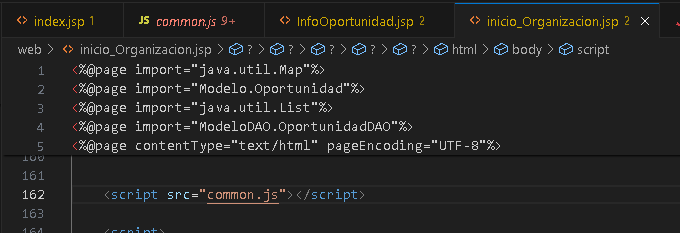 index.jsp 1 JS common.js 9+ InfoOportunidad.jsp 2 inicio_Organizacion.jsp 2
web > inicio_Organizacion.jsp > ? > ? > ? > ? > ? > html > body > script
1 <%@page import="java.util.Map"%>
2 <%@page import="Modelo.Oportunidad"%>
3 <%@page import="java.util.List"%>
4 <%@page import="ModeloDAO.OportunidadDAO"%>
5 <%@page contentType="text/html" pageEncoding="UTF-8"%>
160
161
162 <script src="common.js"></script>
163
164 <script>